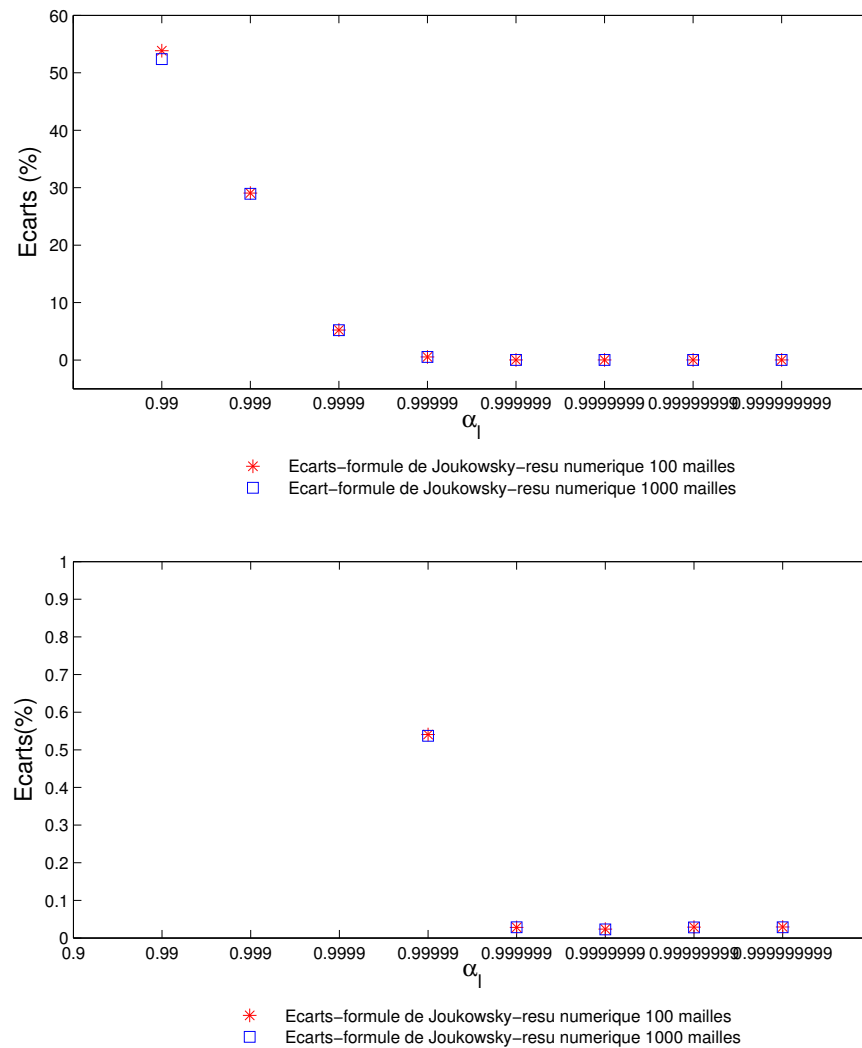 60
50
40
30
20
10
0
Ecarts (%)
0.99 0.999 0.9999 0.99999 0.999999 0.9999999 0.99999999 0.999999999
αl
Ecarts−formule de Joukowsky−resu numerique 100 mailles
Ecart−formule de Joukowsky−resu numerique 1000 mailles
1
0.9
0.8
0.7
0.6
0.5
0.4
0.3
0.2
0.1
0
Ecarts(%)
0.9 0.99 0.999 0.9999 0.99999 0.999999 0.9999999 0.99999999 0.999999999
αl
Ecarts−formule de Joukowsky−resu numerique 100 mailles
Ecarts−formule de Joukowsky−resu numerique 1000 mailles